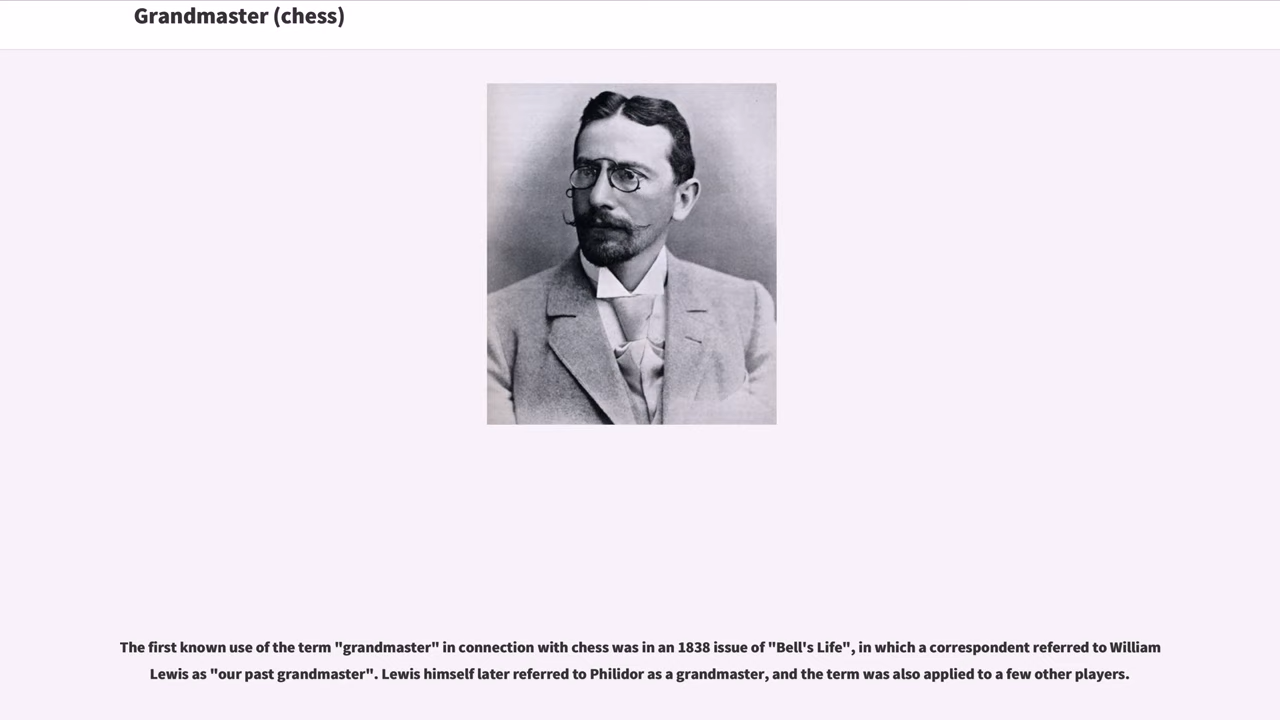 Grandmaster (chess)
The first known use of the term "grandmaster" in connection with chess was in an 1838 issue of "Bell's Life", in which a correspondent referred to William
Lewis as "our past grandmaster". Lewis himself later referred to Philidor as a grandmaster, and the term was also applied to a few other players.